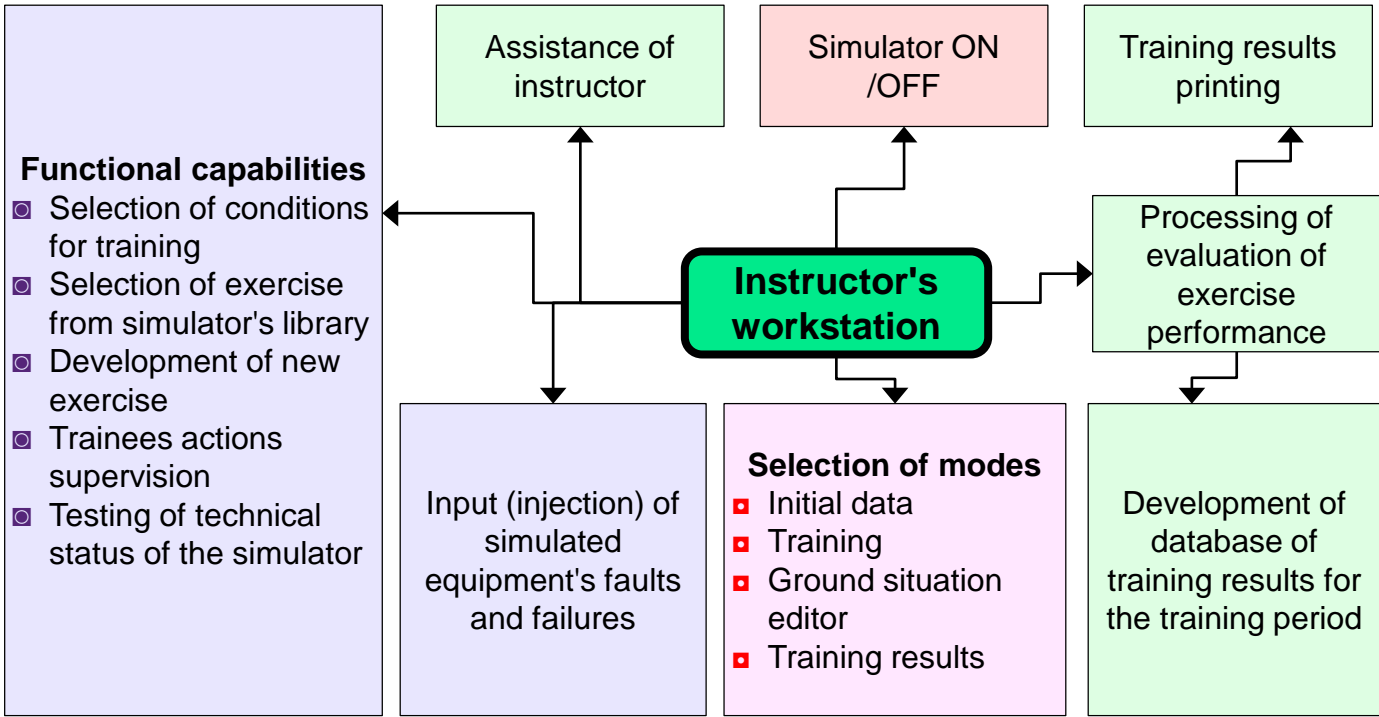 Functional capabilities
Selection of conditions
for training
Selection of exercise
from simulator's library
Development of new
exercise
Trainees actions
supervision
Testing of technical
status of the simulator
Assistance of
instructor
Simulator ON
/OFF
Training results
printing
Instructor's
workstation
Processing of
evaluation of
exercise
performance
Input (injection) of
simulated
equipment's faults
and failures
Selection of modes
Initial data
Training
Ground situation
editor
Training results
Development of
database of
training results for
the training period